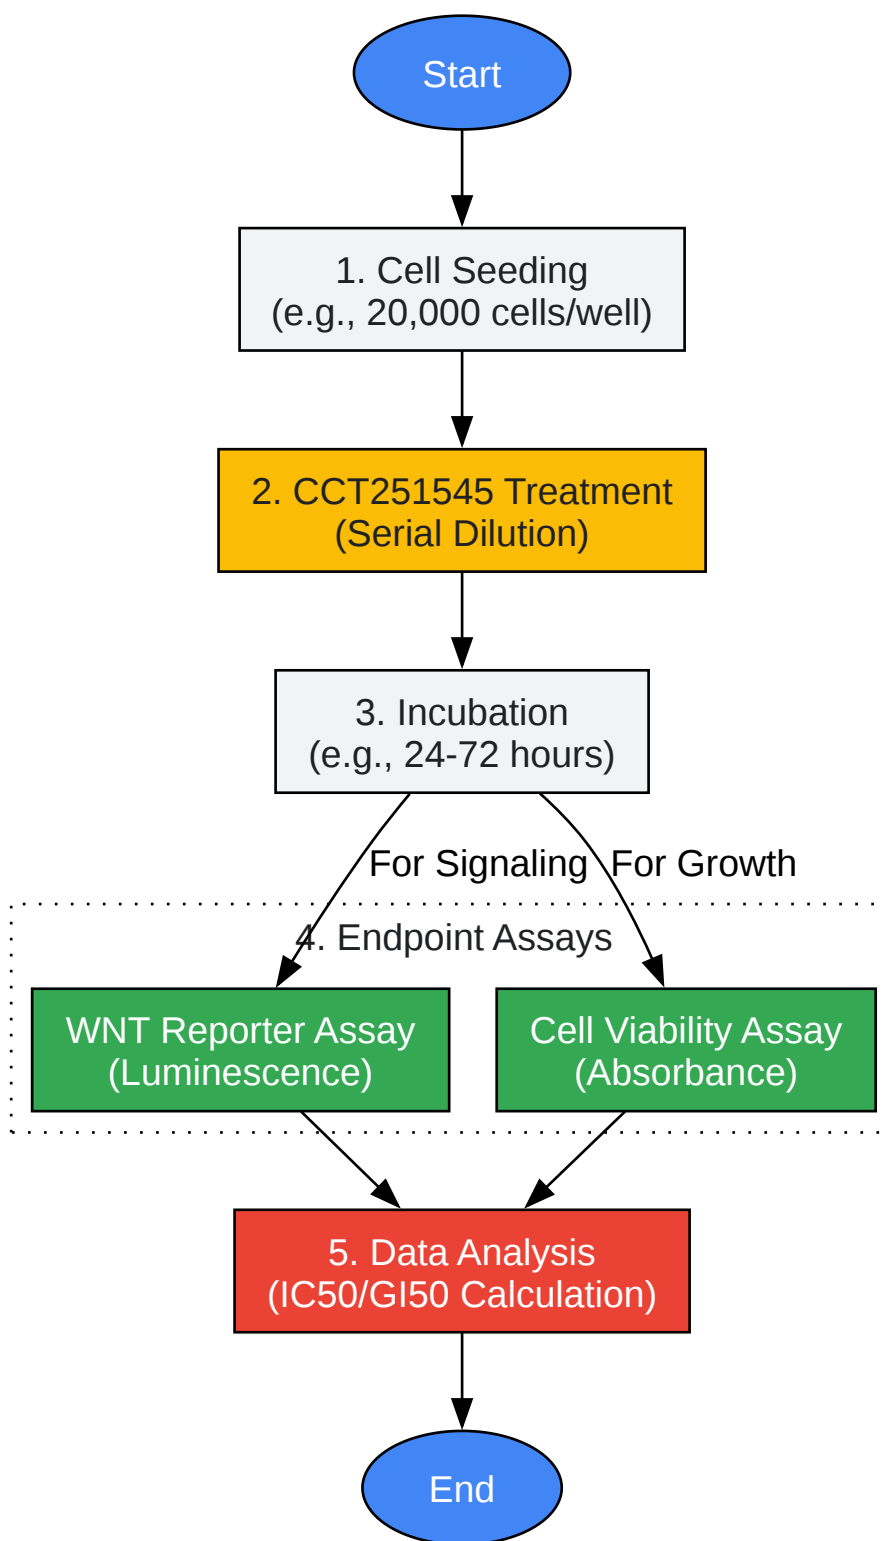 Start
1. Cell Seeding
(e.g., 20,000 cells/well)
2. CCT251545 Treatment
(Serial Dilution)
3. Incubation
(e.g., 24-72 hours)
For Signaling
For Growth
4. Endpoint Assays
WNT Reporter Assay
(Luminescence)
Cell Viability Assay
(Absorbance)
5. Data Analysis
(IC50/GI50 Calculation)
End